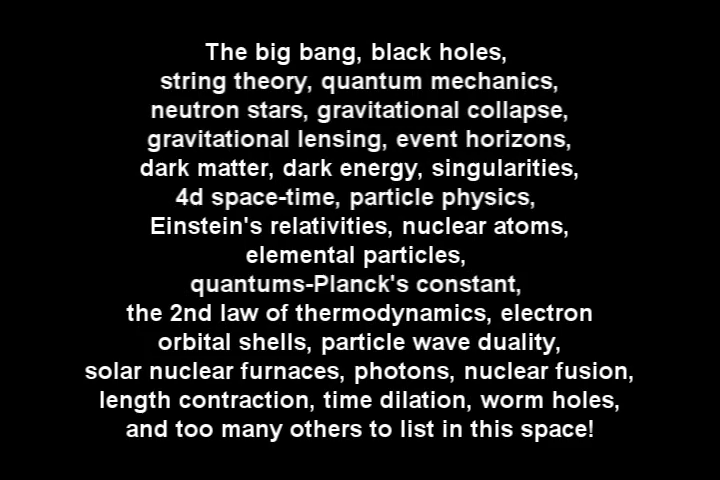 The big bang, black holes,
string theory, quantum mechanics,
neutron stars, gravitational collapse,
gravitational lensing, event horizons,
dark matter, dark energy, singularities,
4d space-time, particle physics,
Einstein's relativities, nuclear atoms,
elemental particles,
quantums-Planck's constant,
the 2nd law of thermodynamics, electron
orbital shells, particle wave duality,
solar nuclear furnaces, photons, nuclear fusion,
length contraction, time dilation, worm holes,
and too many others to list in this space!